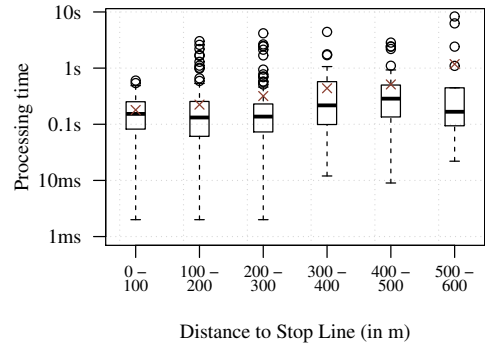 10s
1s
0.1s
10ms
1ms
Processing time
0 – 100
100 – 200
200 – 300
300 – 400
400 – 500
500 – 600
Distance to Stop Line (in m)